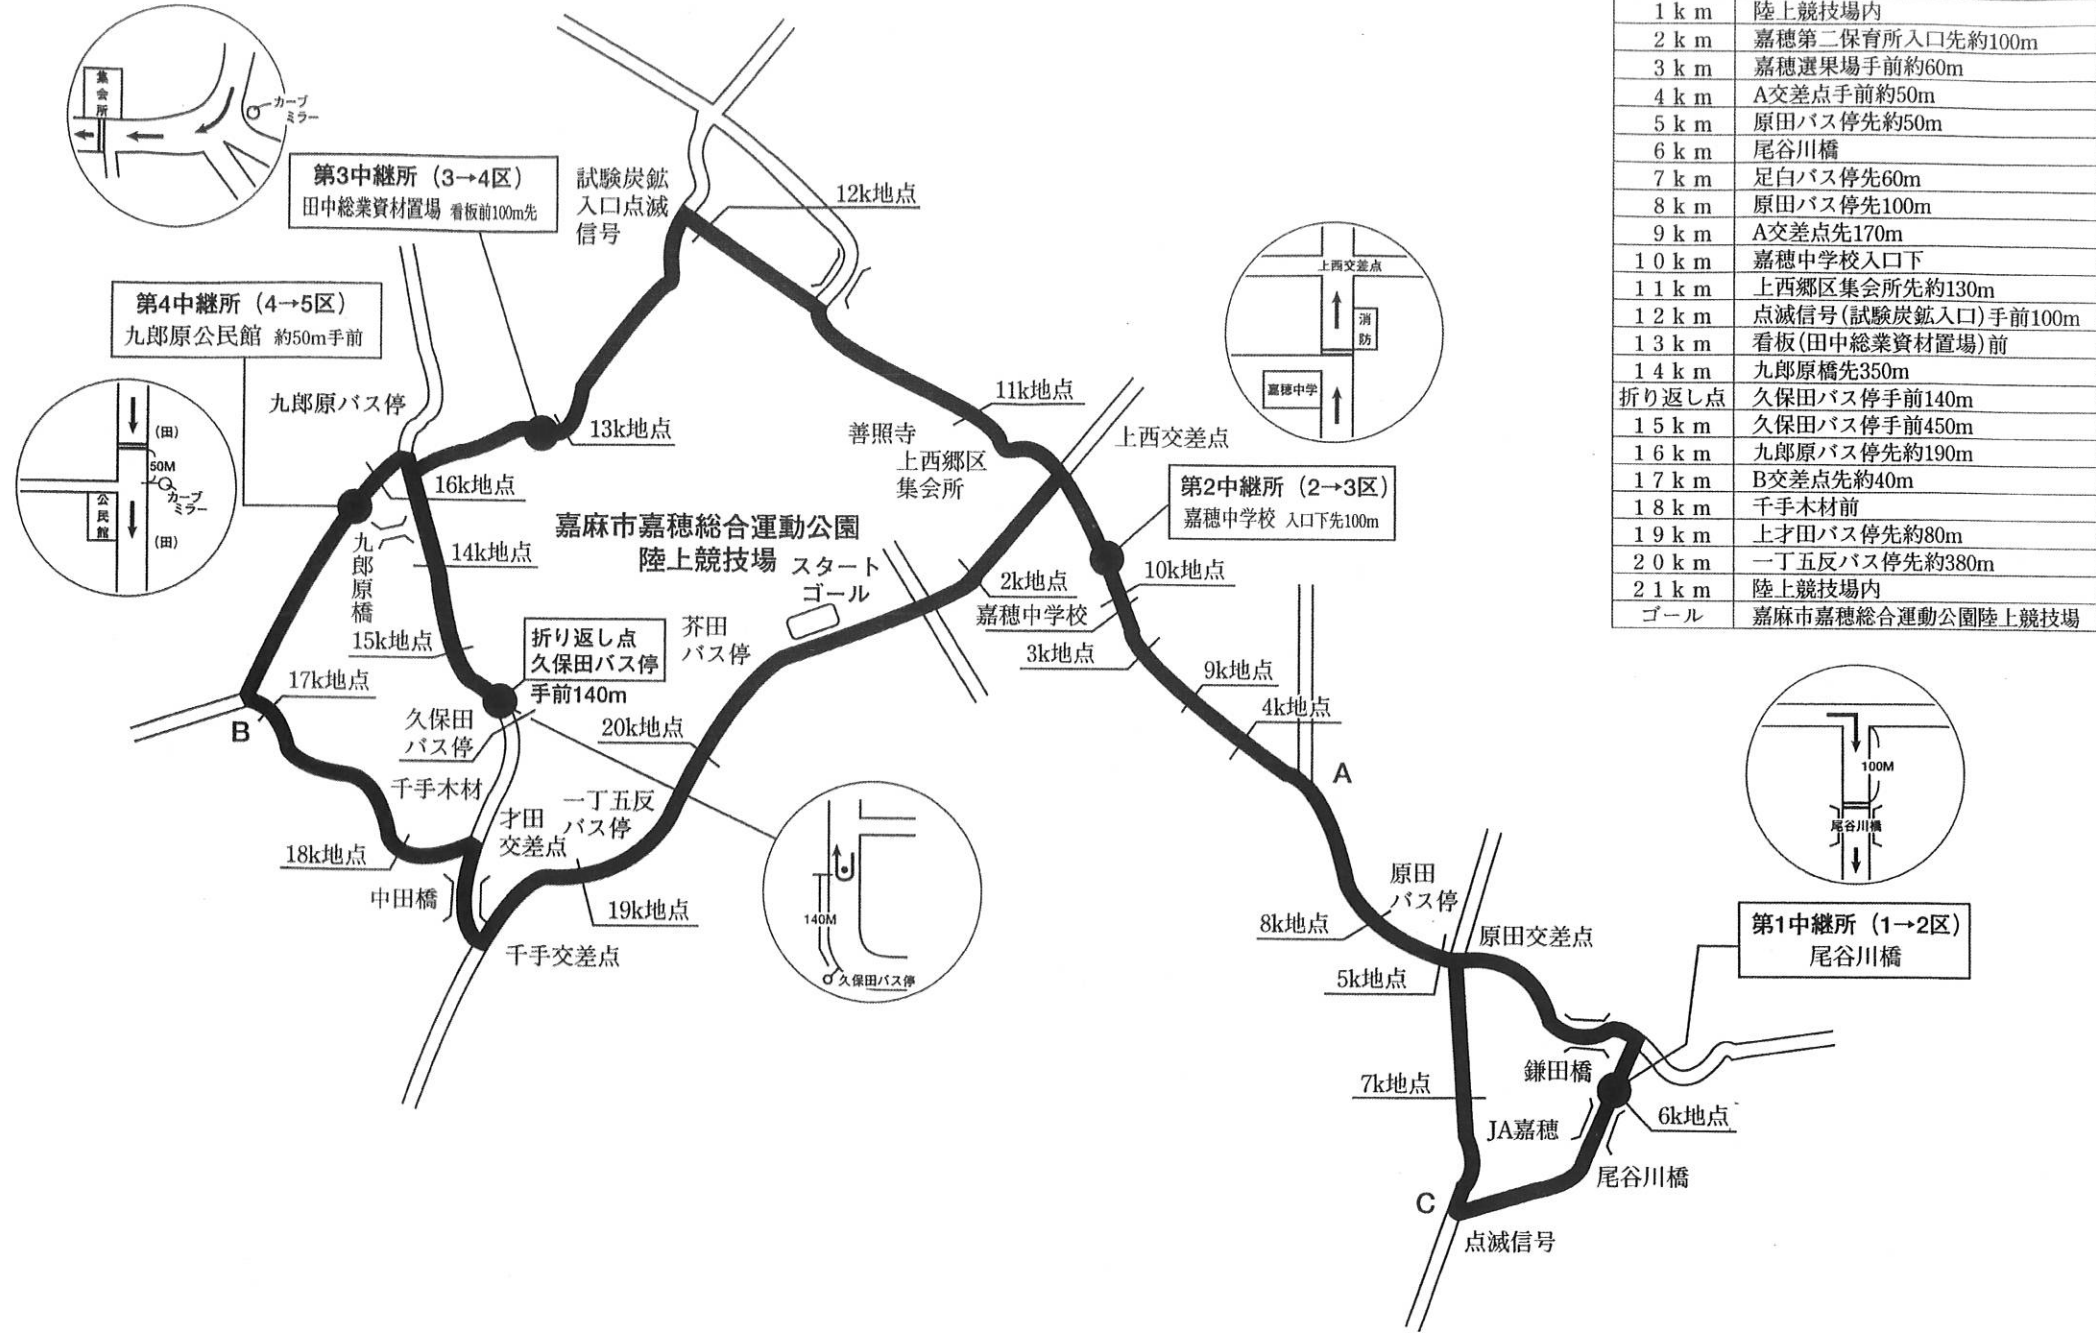 集会所
カーブ
ミラー
第3中継所（3→4区）
田中総業資材置場 看板前100m先
試験炭鉱
入口点滅
信号
12k地点
第4中継所（4→5区）
九郎原公民館 約50m手前
上西交差点
消防
嘉穂中学
九郎原バス停
13k地点
11k地点
善照寺
上西郷区
集会所
上西交差点
(田)
50M
カーブ
ミラー
公民館
(田)
16k地点
第2中継所（2→3区）
嘉穂中学校 入口下先100m
嘉麻市嘉穂総合運動公園
陸上競技場
スタート
ゴール
九郎原橋
14k地点
2k地点
10k地点
嘉穂中学校
15k地点
折り返し点
久保田バス停
手前140m
芥田
バス停
3k地点
9k地点
17k地点
4k地点
B
久保田
バス停
20k地点
A
千手木材
才田
交差点
一丁五反
バス停
18k地点
中田橋
19k地点
千手交差点
140M
久保田バス停
原田
バス停
8k地点
原田交差点
5k地点
100M
尾谷川橋
第1中継所（1→2区）
尾谷川橋
鎌田橋
7k地点
6k地点
JA嘉穂
尾谷川橋
C
点滅信号
1km 陸上競技場内
2km 嘉穂第二保育所入口先約100m
3km 嘉穂選果場手前約60m
4km A交差点手前約50m
5km 原田バス停先約50m
6km 尾谷川橋
7km 足白バス停先60m
8km 原田バス停先100m
9km A交差点先170m
10km 嘉穂中学校入口下
11km 上西郷区集会所先約130m
12km 点滅信号(試験炭鉱入口)手前100m
13km 看板(田中総業資材置場)前
14km 九郎原橋先350m
折り返し点 久保田バス停手前140m
15km 久保田バス停手前450m
16km 九郎原バス停先約190m
17km B交差点先約40m
18km 千手木材前
19km 上才田バス停先約80m
20km 一丁五反バス停先約380m
21km 陸上競技場内
ゴール 嘉麻市嘉穂総合運動公園陸上競技場